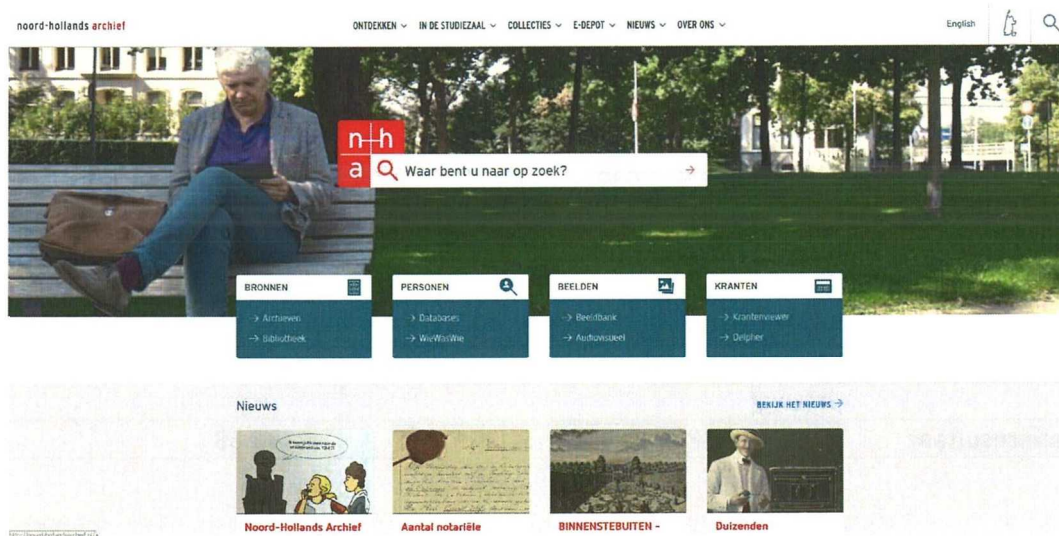 noord-hollands archief
ONTDEKKEN IN DE STUDIEZAAL COLLECTIES E-DEPOT NIEUWS OVER ONS
English
n h
a Waar bent u naar op zoek? →
BRONNEN
→ Archieven
→ Bibliotheek
PERSONEN
→ Databases
→ WieWasWie
BEELDEN
→ Beeldbank
→ Audiovisueel
KRANTEN
→ Krantenviewer
→ Delpher
Nieuws
BEKIJK HET NIEUWS →
Noord-Hollands Archief
Aantal notariële
BINNENSTEBUITEN -
Duizenden